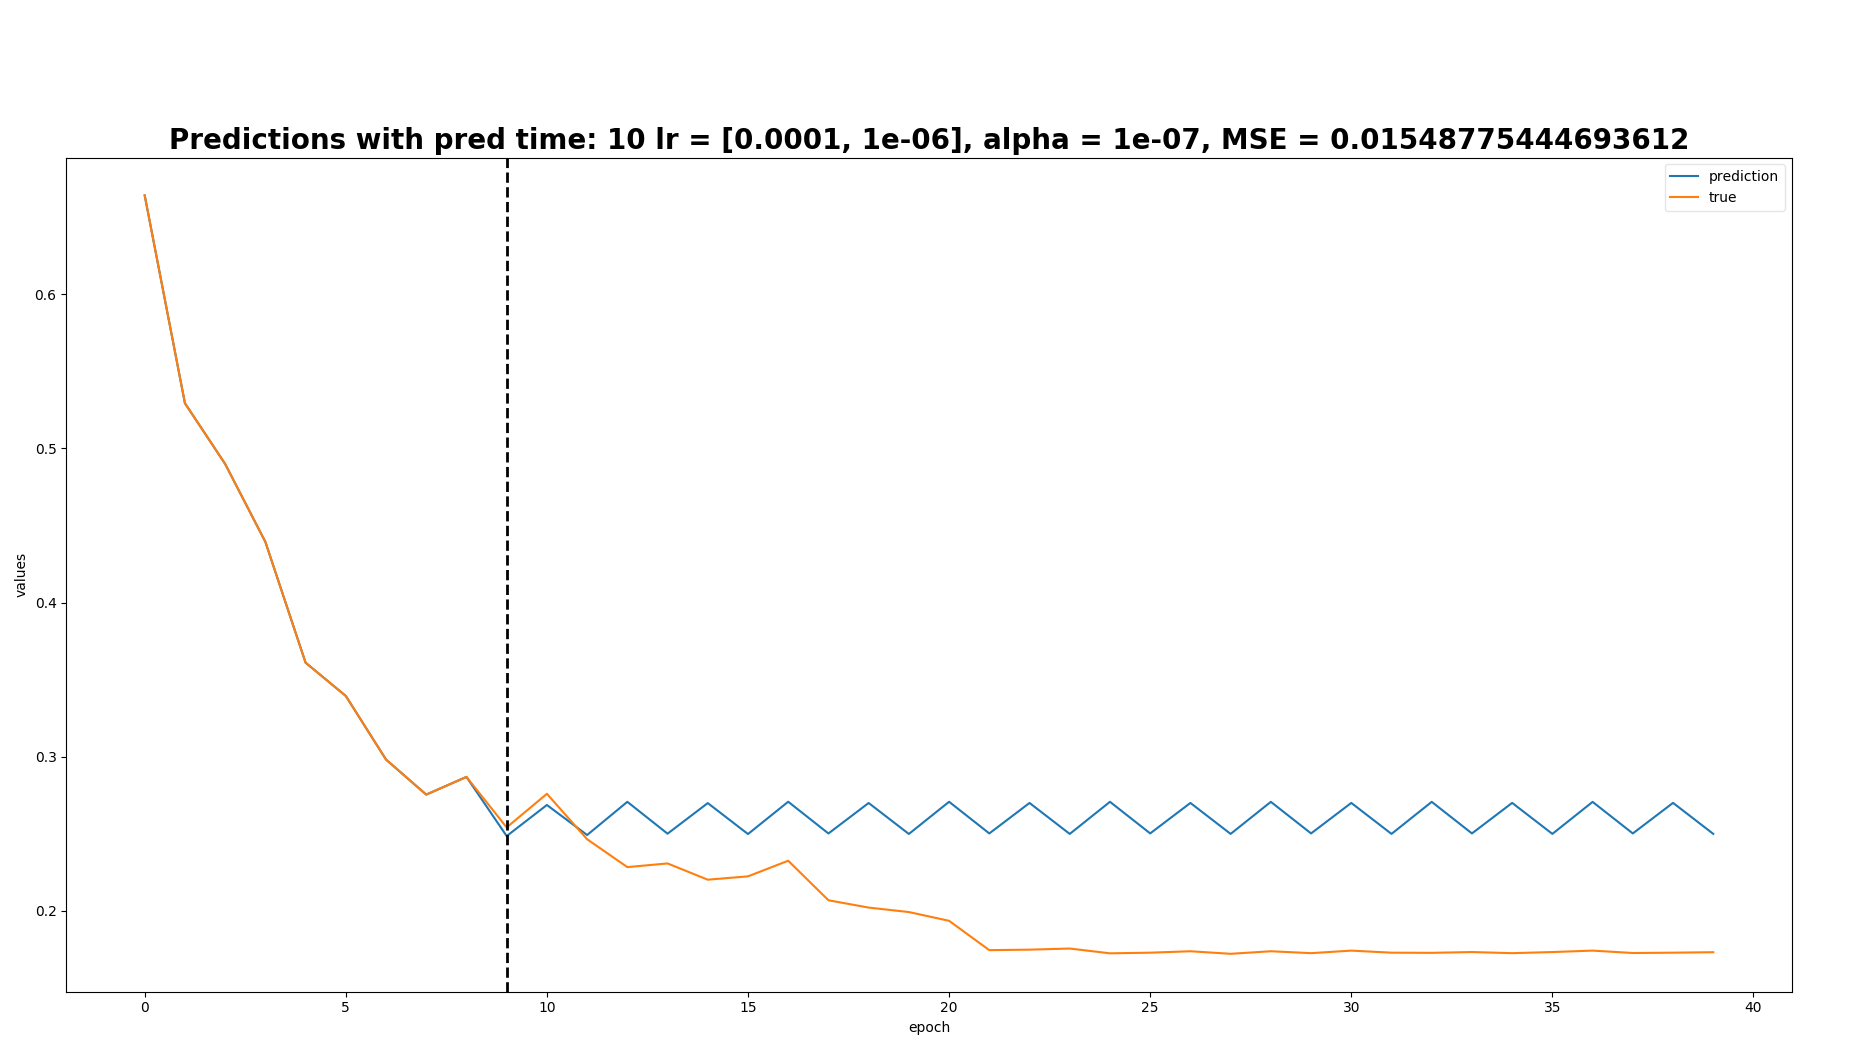 Predictions with pred time: 10 lr = [0.0001, 1e-06], alpha = 1e-07, MSE = 0.01548775444693612
prediction
true
values
0.6
0.5
0.4
0.3
0.2
0 5 10 15 20 25 30 35 40
epoch